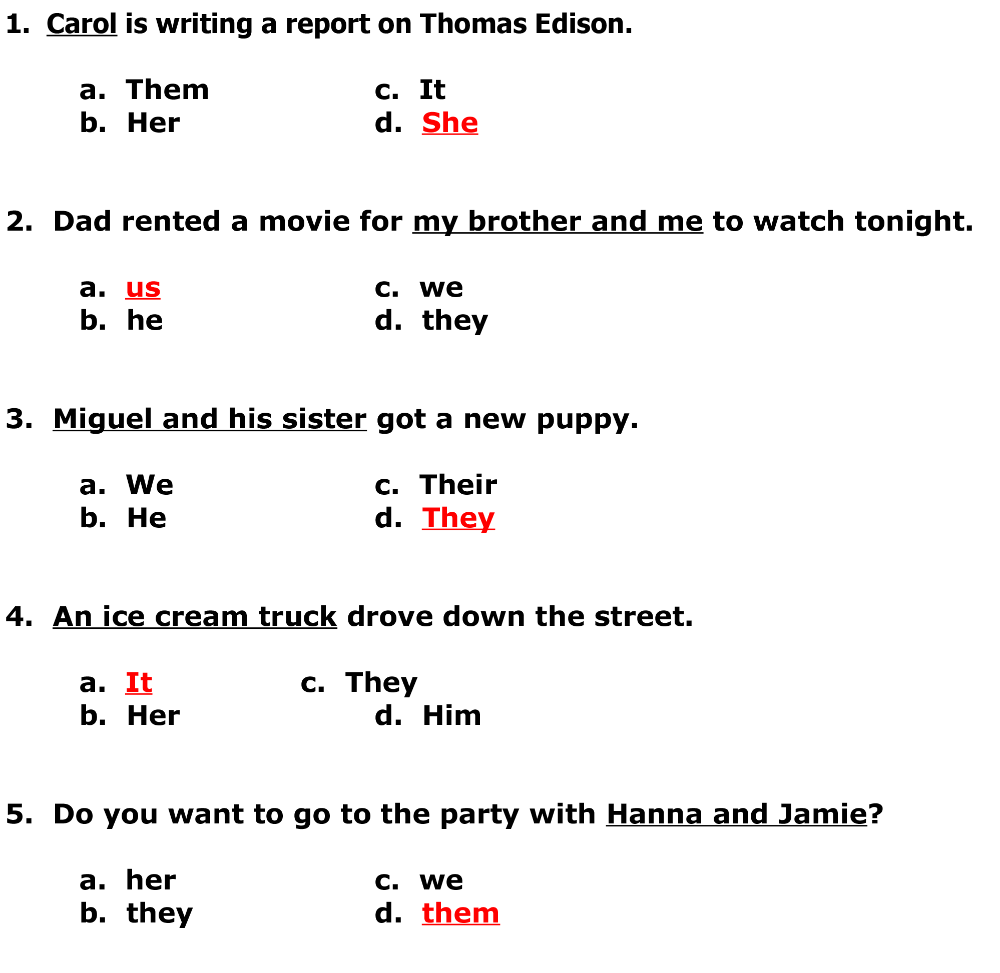 1. Carol is writing a report on Thomas Edison.
a. Them c. It
b. Her d. She
2. Dad rented a movie for my brother and me to watch tonight.
a. us c. we
b. he d. they
3. Miguel and his sister got a new puppy.
a. We c. Their
b. He d. They
4. An ice cream truck drove down the street.
a. It c. They
b. Her d. Him
5. Do you want to go to the party with Hanna and Jamie?
a. her c. we
b. they d. them